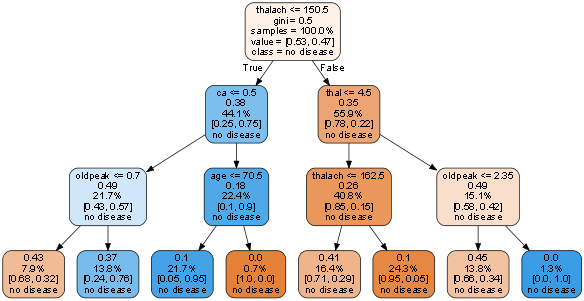 thalach <= 150.5
gini = 0.5
samples = 100.0%
value = [0.53, 0.47]
class = no disease
True
False
ca <= 0.5
0.38
44.1%
[0.25, 0.75]
no disease
thal <= 4.5
0.35
55.9%
[0.78, 0.22]
no disease
oldpeak <= 0.7
0.49
21.7%
[0.43, 0.57]
no disease
age <= 70.5
0.18
22.4%
[0.1, 0.9]
no disease
thalach <= 162.5
0.26
40.8%
[0.85, 0.15]
no disease
oldpeak <= 2.35
0.49
15.1%
[0.58, 0.42]
no disease
0.43
7.9%
[0.68, 0.32]
no disease
0.37
13.8%
[0.24, 0.76]
no disease
0.1
21.7%
[0.05, 0.95]
no disease
0.0
0.7%
[1.0, 0.0]
no disease
0.41
16.4%
[0.71, 0.29]
no disease
0.1
24.3%
[0.95, 0.05]
no disease
0.45
13.8%
[0.66, 0.34]
no disease
0.0
1.3%
[0.0, 1.0]
no disease